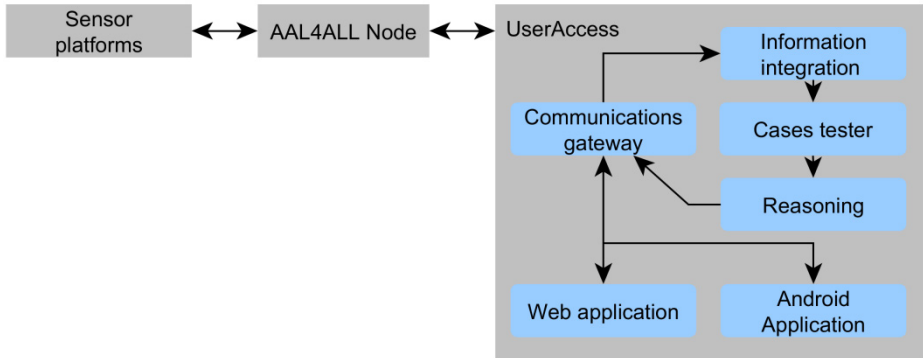 Sensor
platforms
AAL4ALL Node
UserAccess
Information
integration
Communications
gateway
Cases tester
Reasoning
Web application
Android
Application